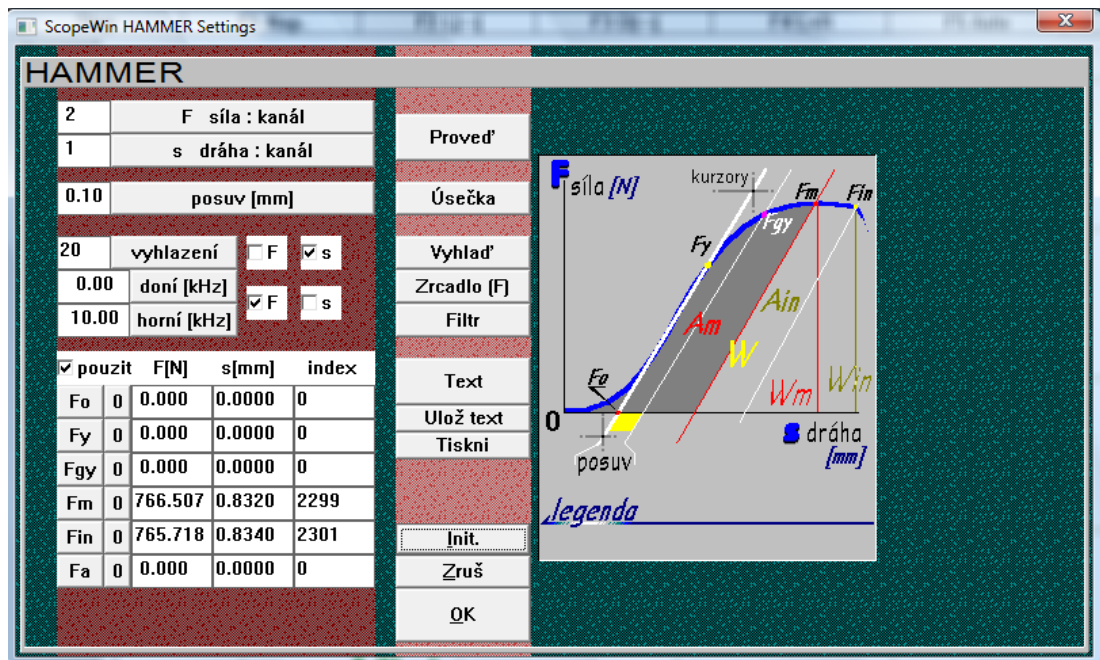 ScopeWin HAMMER Settings
HAMMER
2 F síla : kanál
1 s dráha : kanál
0.10 posuv [mm]
20 vyhlazení F s
0.00 doní [kHz]
F s
10.00 horní [kHz]
pouzit F[N] s[mm] index
Fo 0 0.000 0.0000 0
Fy 0 0.000 0.0000 0
Fgy 0 0.000 0.0000 0
Fm 0 766.507 0.8320 2299
Fin 0 765.718 0.8340 2301
Fa 0 0.000 0.0000 0
Proveď
Úsečka
Vyhlaď
Zrcadlo (F)
Filtr
Text
Ulož text
Tiskni
Init.
Zruš
OK
F síla [N]
kurzory
Fm Fin
Fgy
Fy
Ain
Am
W
Fo
Wm Win
0
s dráha
[mm]
posuv
legenda